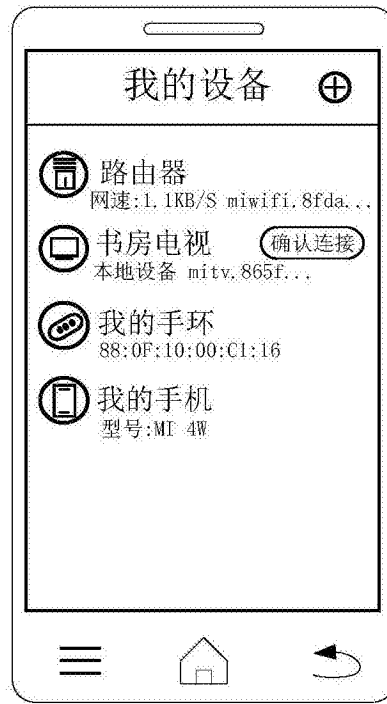 我的设备
路由器
网速:1.1KB/S miwifi.8fda...
书房电视 确认连接
本地设备 mitv.865f...
我的手环
88:0F:10:00:C1:16
我的手机
型号:MI 4W